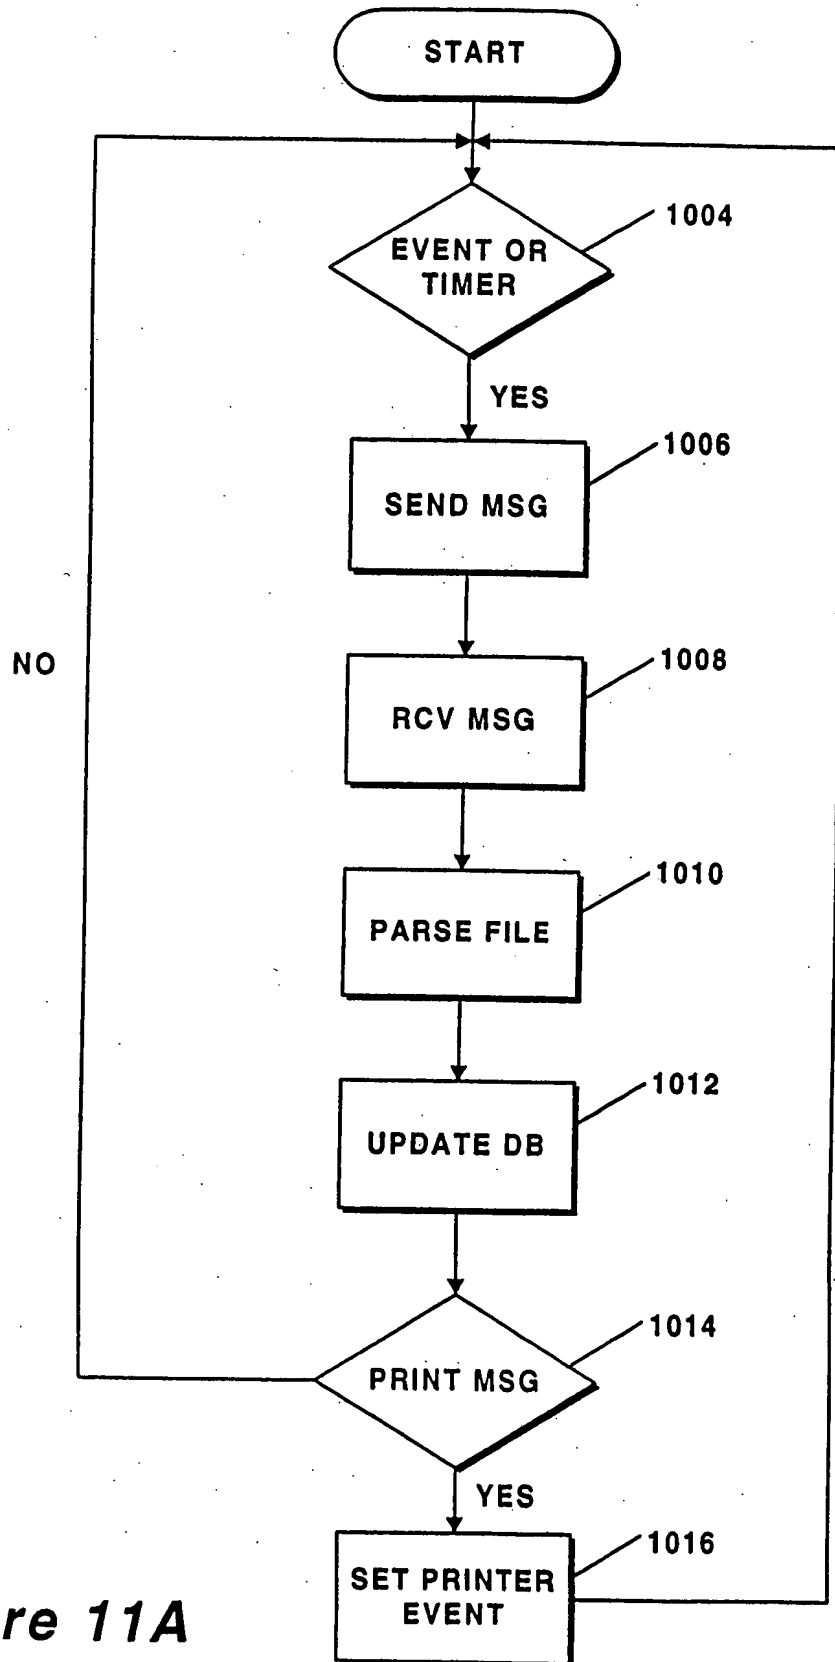 START
1004
EVENT OR
TIMER
YES
1006
SEND MSG
NO
1008
RCV MSG
1010
PARSE FILE
1012
UPDATE DB
1014
PRINT MSG
YES
1016
SET PRINTER
EVENT
re 11A